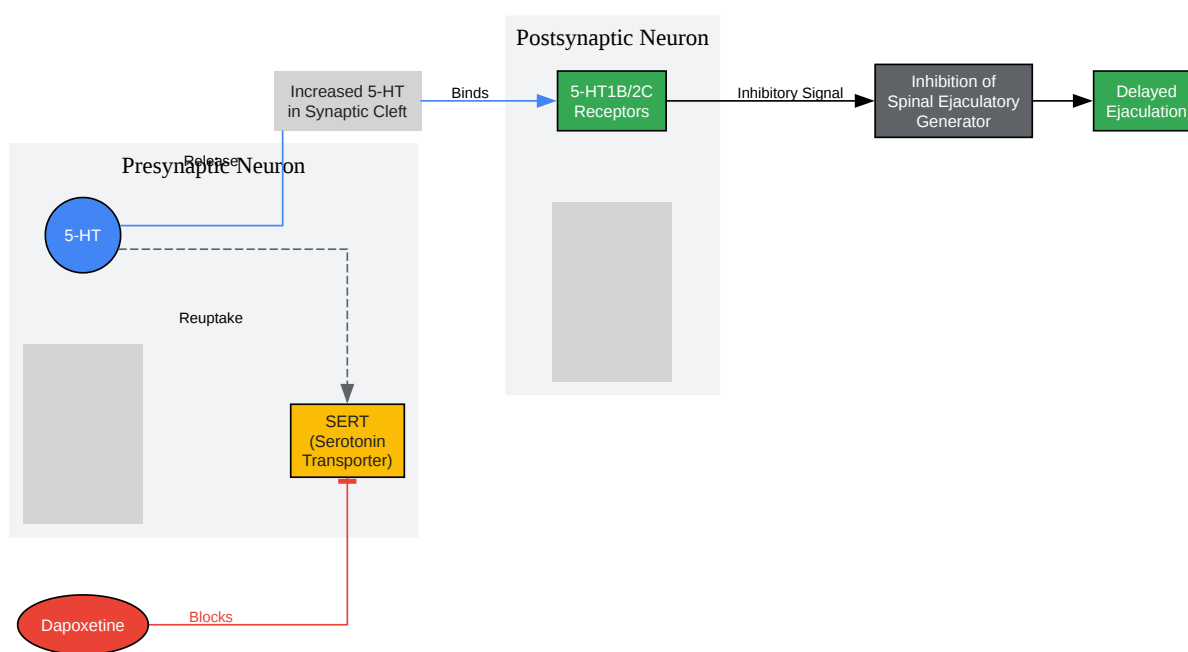 Postsynaptic Neuron
Increased 5-HT
in Synaptic Cleft
Binds
5-HT1B/2C
Receptors
Inhibitory Signal
Inhibition of
Spinal Ejaculatory
Generator
Delayed
Ejaculation
Release
Presynaptic Neuron
5-HT
Reuptake
SERT
(Serotonin
Transporter)
Dapoxetine
Blocks